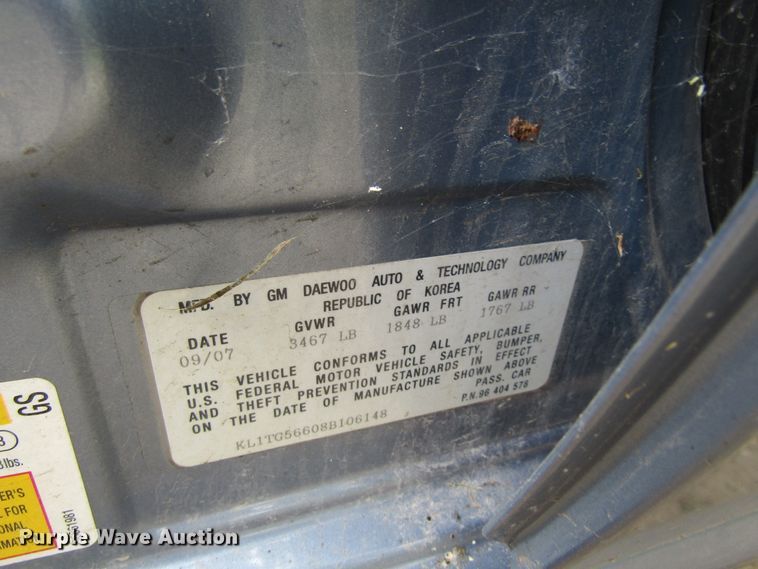 MFD. BY GM DAEWOO AUTO & TECHNOLOGY COMPANY
REPUBLIC OF KOREA
DATE GVWR GAWR FRT GAWR RR
09/07 3467 LB 1848 LB 1767 LB
THIS VEHICLE CONFORMS TO ALL APPLICABLE
U.S. FEDERAL MOTOR VEHICLE SAFETY, BUMPER,
AND THEFT PREVENTION STANDARDS IN EFFECT
ON THE DATE OF MANUFACTURE SHOWN ABOVE
PASS. CAR
KL1TG56608B106148 P.N.96 404 578
GS
lbs.
ER'S
FOR
ONAL
Purple Wave Auction